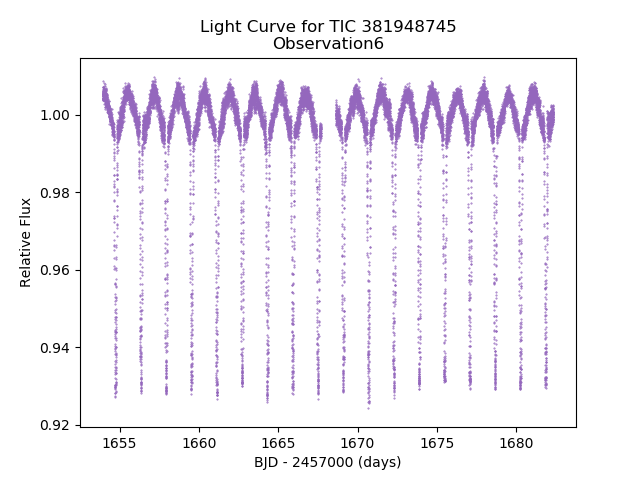 Light Curve for TIC 381948745
Observation6
1.00
0.98
0.96
0.94
0.92
Relative Flux
1655
1660
1665
1670
1675
1680
BJD - 2457000 (days)